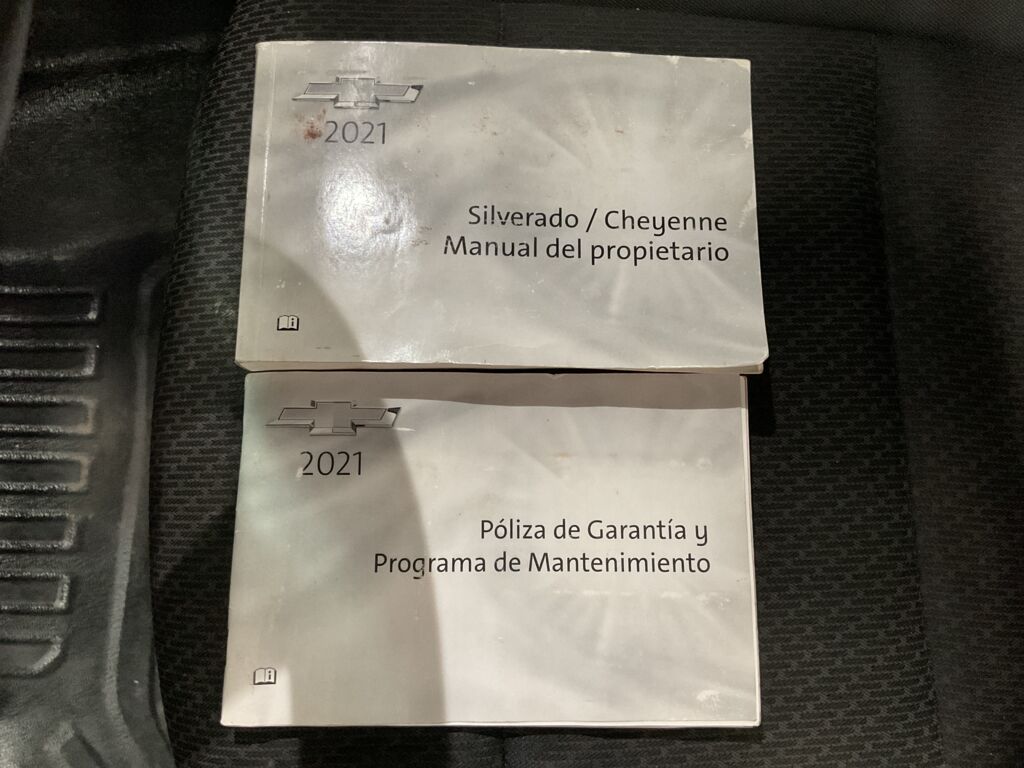 2021
Silverado / Cheyenne
Manual del propietario
2021
Póliza de Garantía y
Programa de Mantenimiento